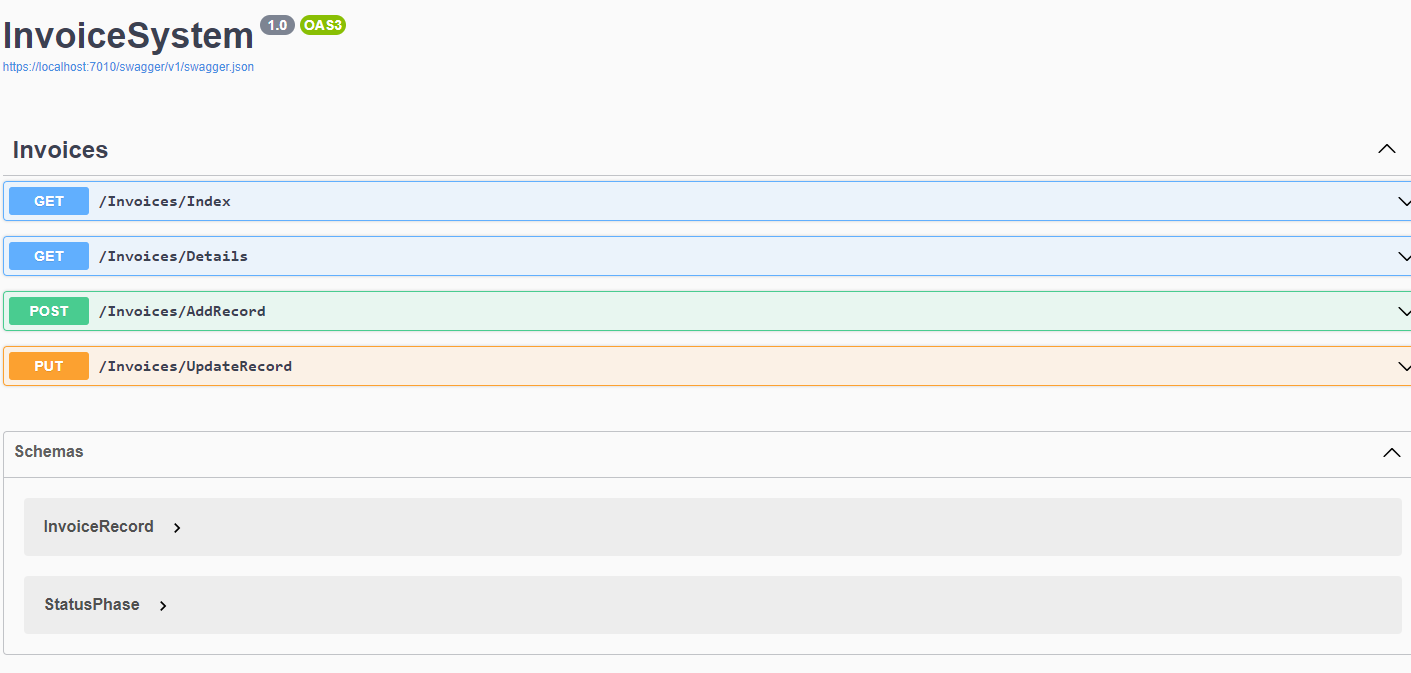 InvoiceSystem 1.0 OAS3
https://localhost:7010/swagger/v1/swagger.json
Invoices
GET /Invoices/Index
GET /Invoices/Details
POST /Invoices/AddRecord
PUT /Invoices/UpdateRecord
Schemas
InvoiceRecord
StatusPhase